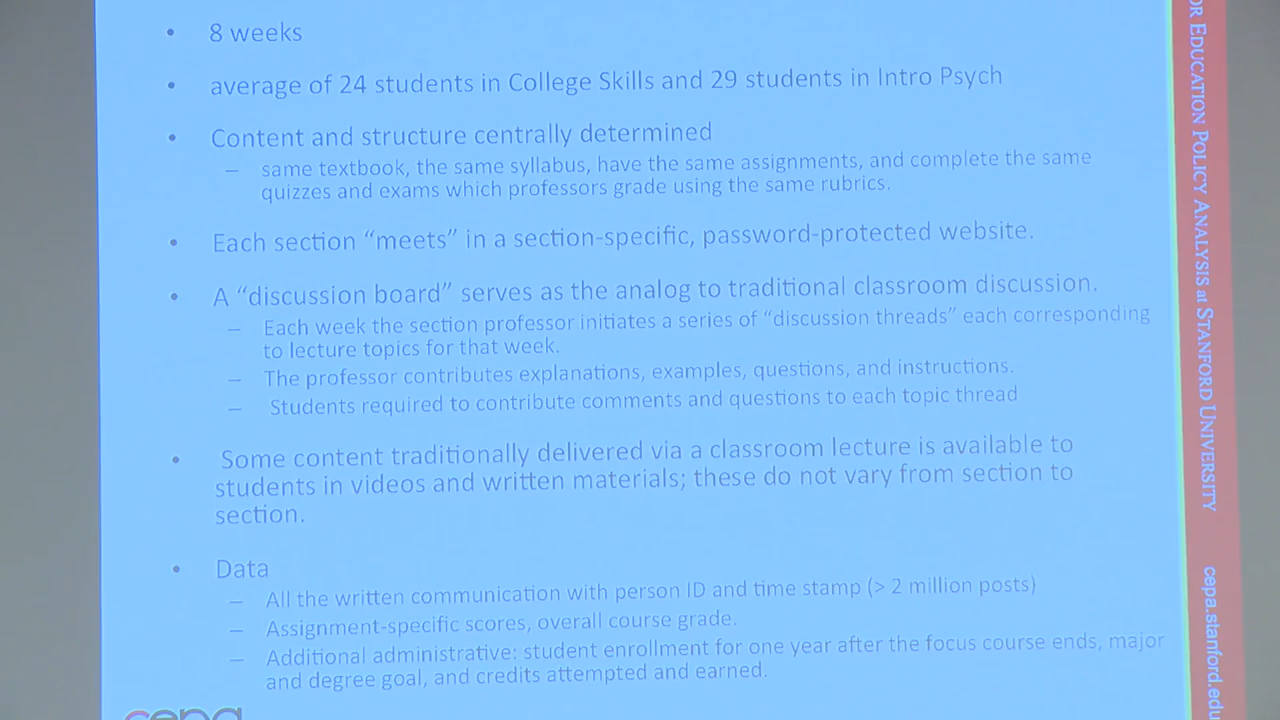 • 8 weeks
• average of 24 students in College Skills and 29 students in Intro Psych
• Content and structure centrally determined
– same textbook, the same syllabus, have the same assignments, and complete the same
quizzes and exams which professors grade using the same rubrics.
• Each section “meets” in a section-specific, password-protected website.
• A “discussion board” serves as the analog to traditional classroom discussion.
– Each week the section professor initiates a series of “discussion threads” each corresponding
to lecture topics for that week.
– The professor contributes explanations, examples, questions, and instructions.
– Students required to contribute comments and questions to each topic thread
• Some content traditionally delivered via a classroom lecture is available to
students in videos and written materials; these do not vary from section to
section.
• Data
– All the written communication with person ID and time stamp (> 2 million posts)
– Assignment-specific scores, overall course grade.
– Additional administrative: student enrollment for one year after the focus course ends, major
and degree goal, and credits attempted and earned.
cepa
OR EDUCATION POLICY ANALYSIS at STANFORD UNIVERSITY
cepa.stanford.edu